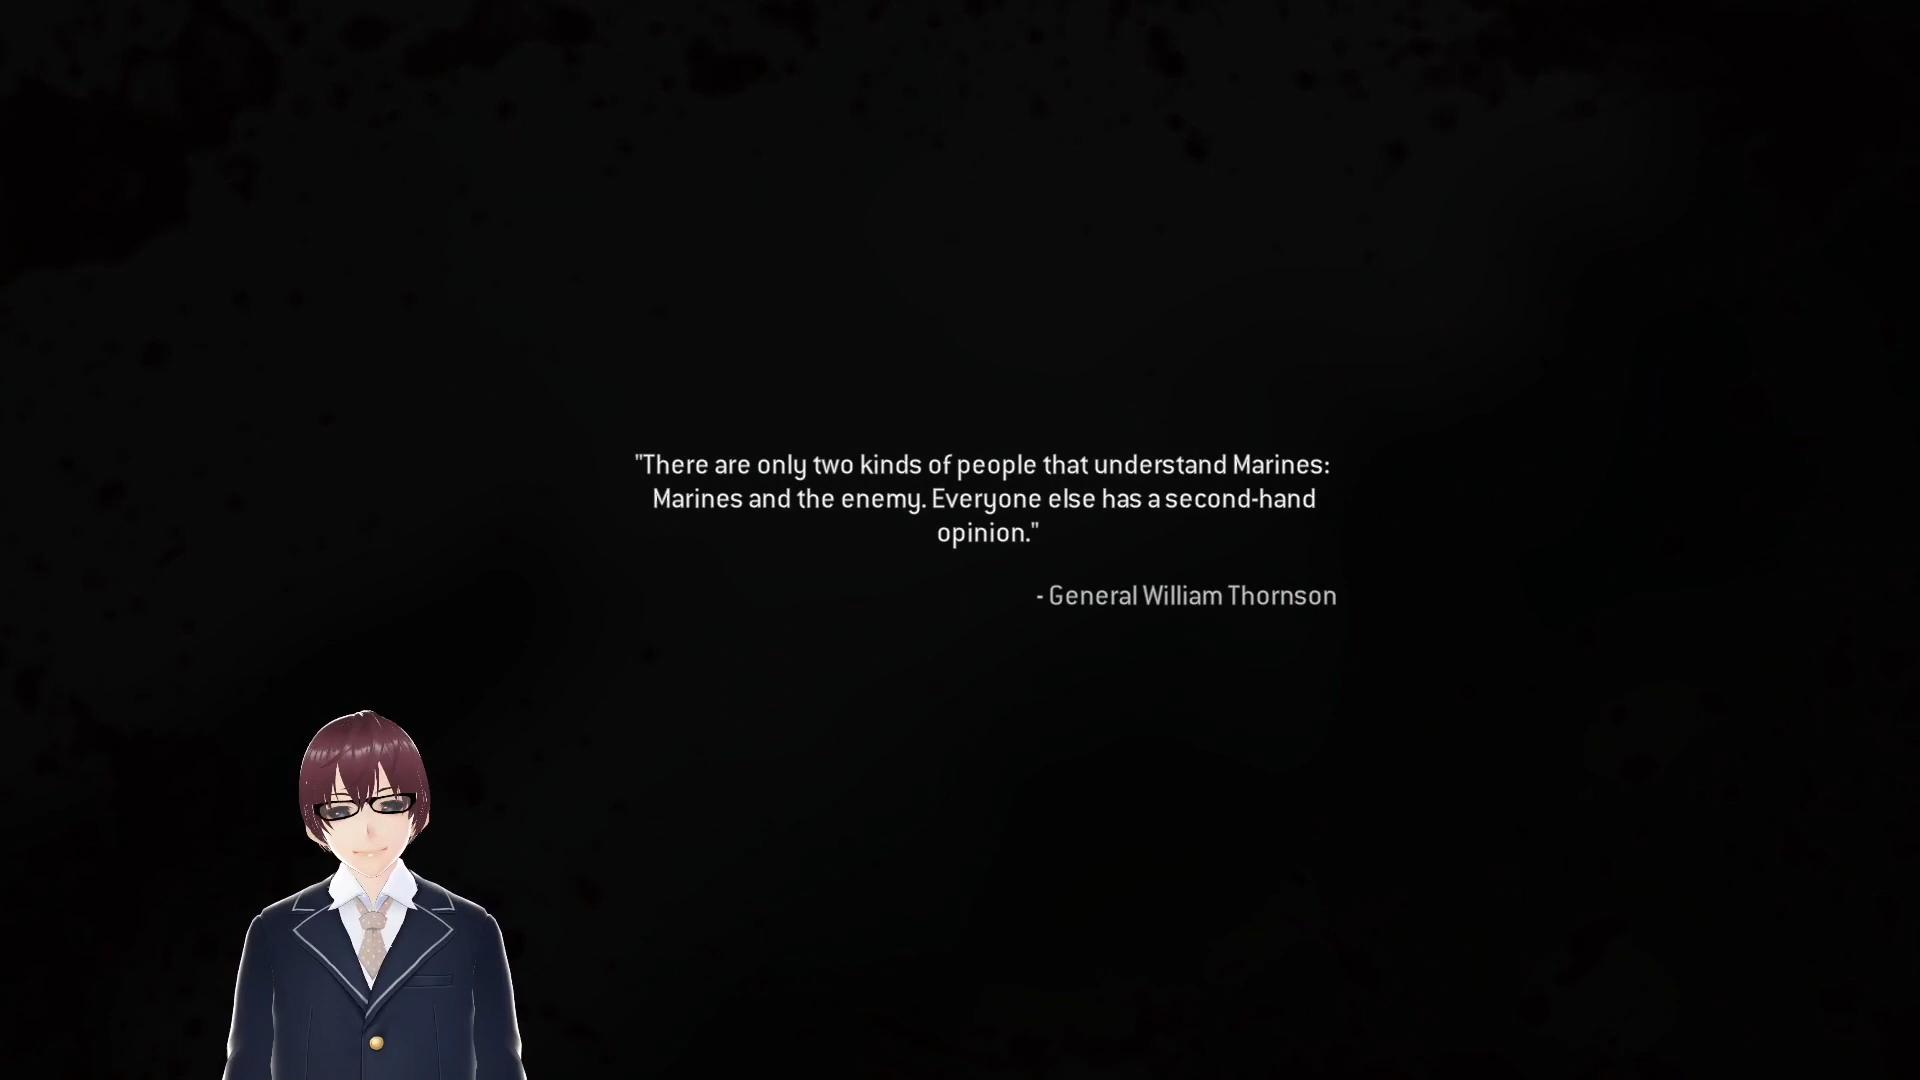 "There are only two kinds of people that understand Marines:
Marines and the enemy. Everyone else has a second-hand
opinion."
- General William Thornson